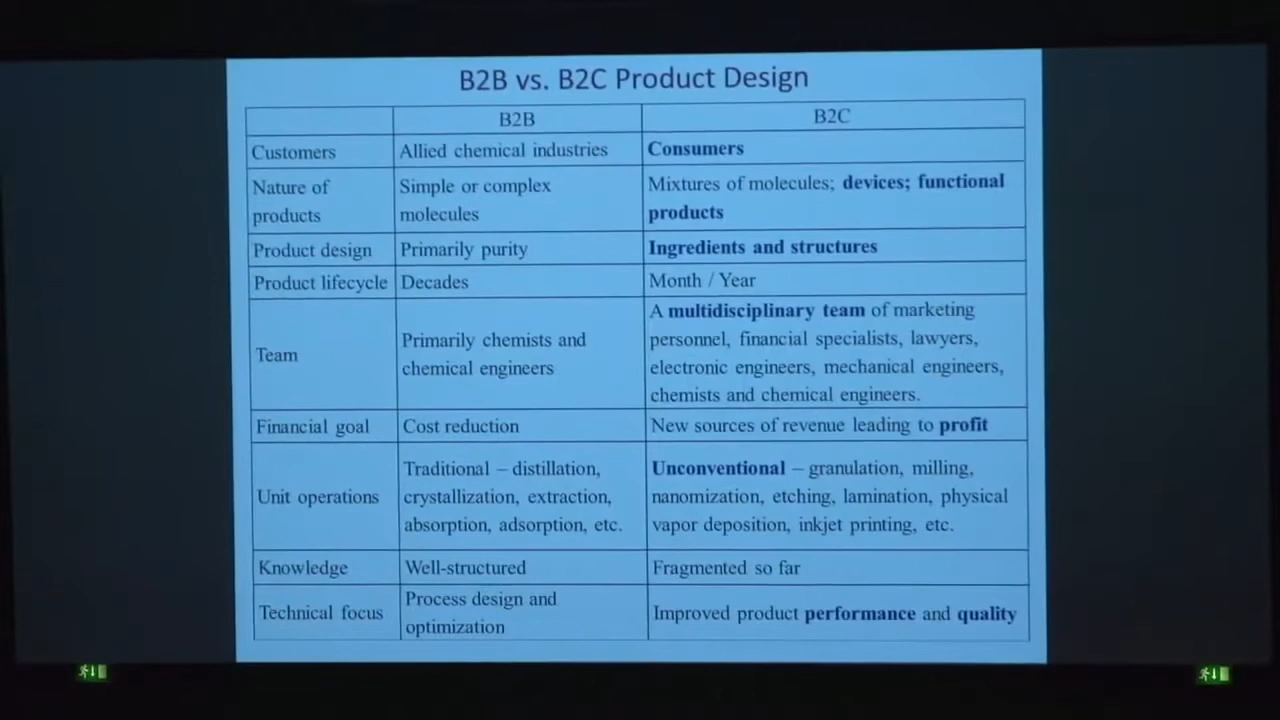 B2B vs. B2C Product Design
B2B B2C
Customers Allied chemical industries Consumers
Nature of products Simple or complex molecules Mixtures of molecules; devices; functional products
Product design Primarily purity Ingredients and structures
Product lifecycle Decades Month / Year
Team Primarily chemists and chemical engineers A multidisciplinary team of marketing personnel, financial specialists, lawyers, electronic engineers, mechanical engineers, chemists and chemical engineers.
Financial goal Cost reduction New sources of revenue leading to profit
Unit operations Traditional – distillation, crystallization, extraction, absorption, adsorption, etc. Unconventional – granulation, milling, nanomization, etching, lamination, physical vapor deposition, inkjet printing, etc.
Knowledge Well-structured Fragmented so far
Technical focus Process design and optimization Improved product performance and quality